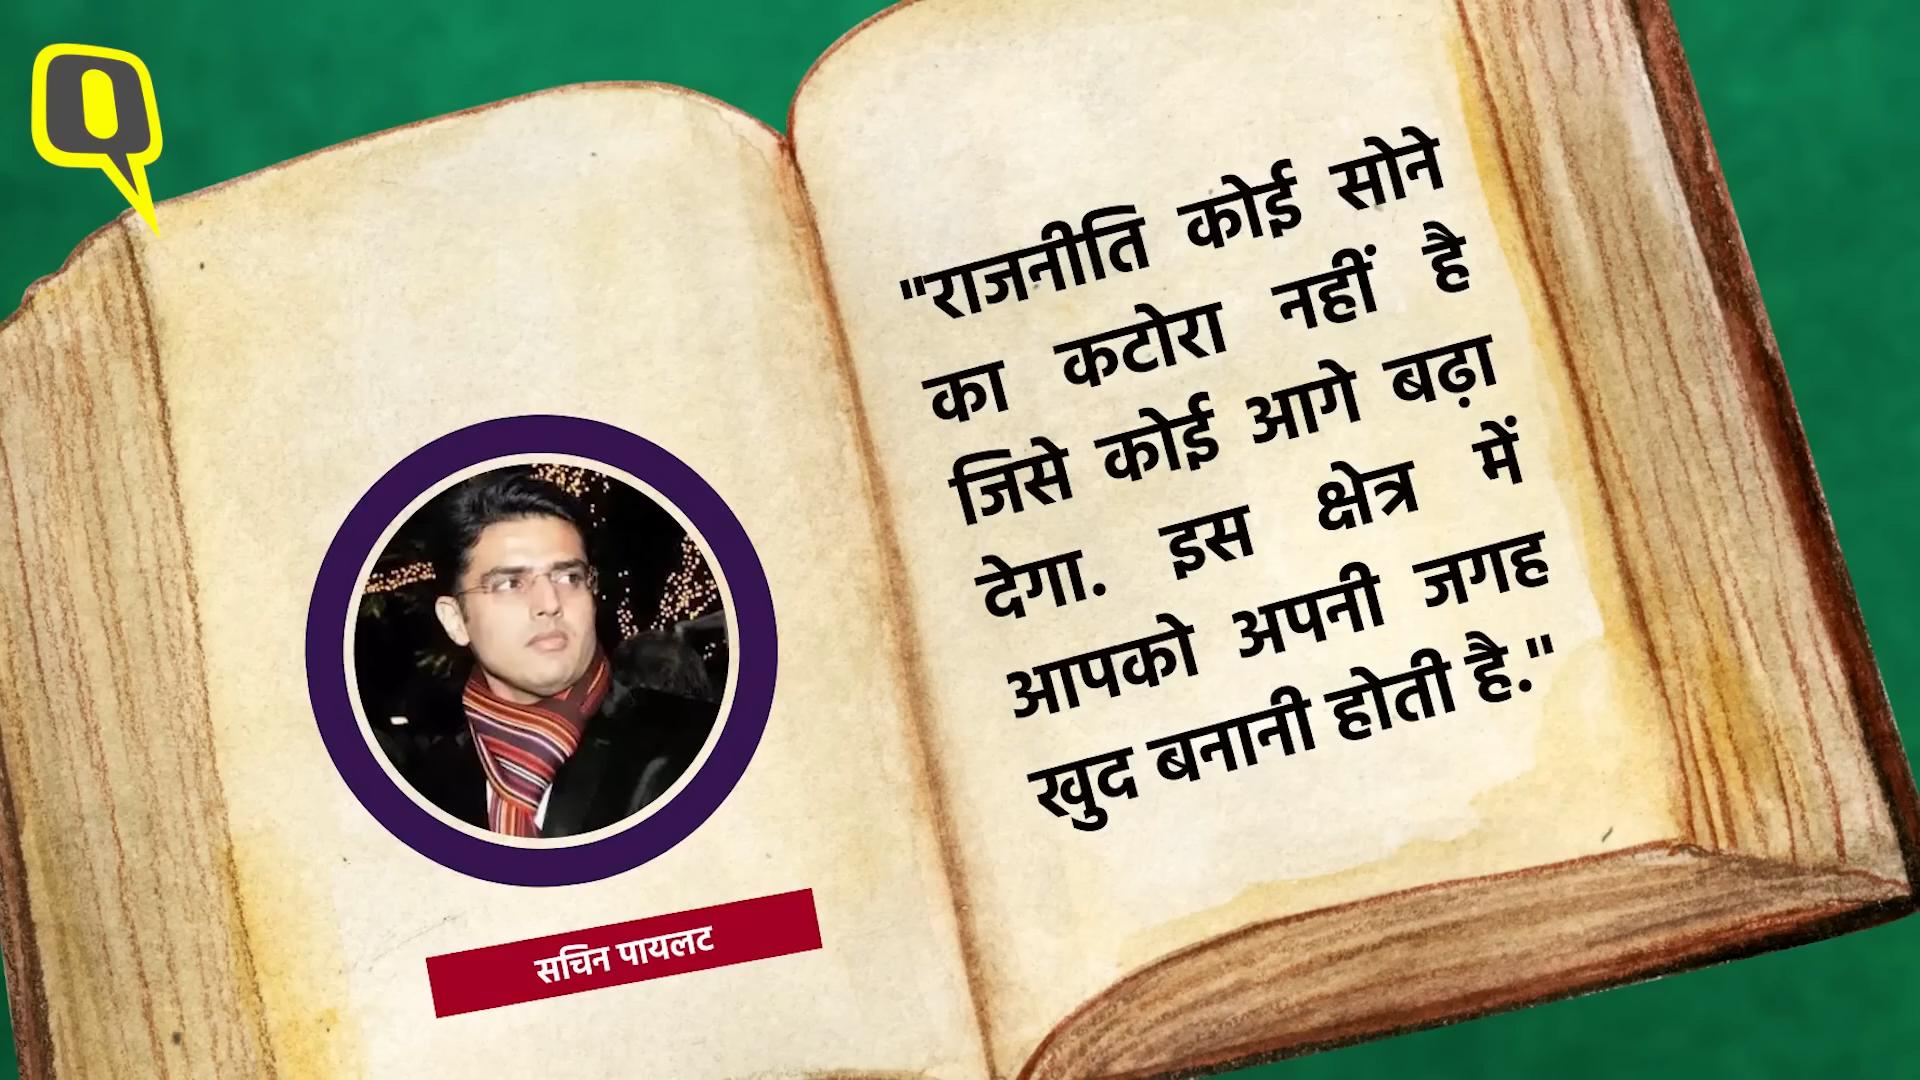 Q
सचिन पायलट
"राजनीति कोई सोने
का कटोरा नहीं है
जिसे कोई आगे बढ़ा
देगा. इस क्षेत्र में
आपको अपनी जगह
खुद बनानी होती है."